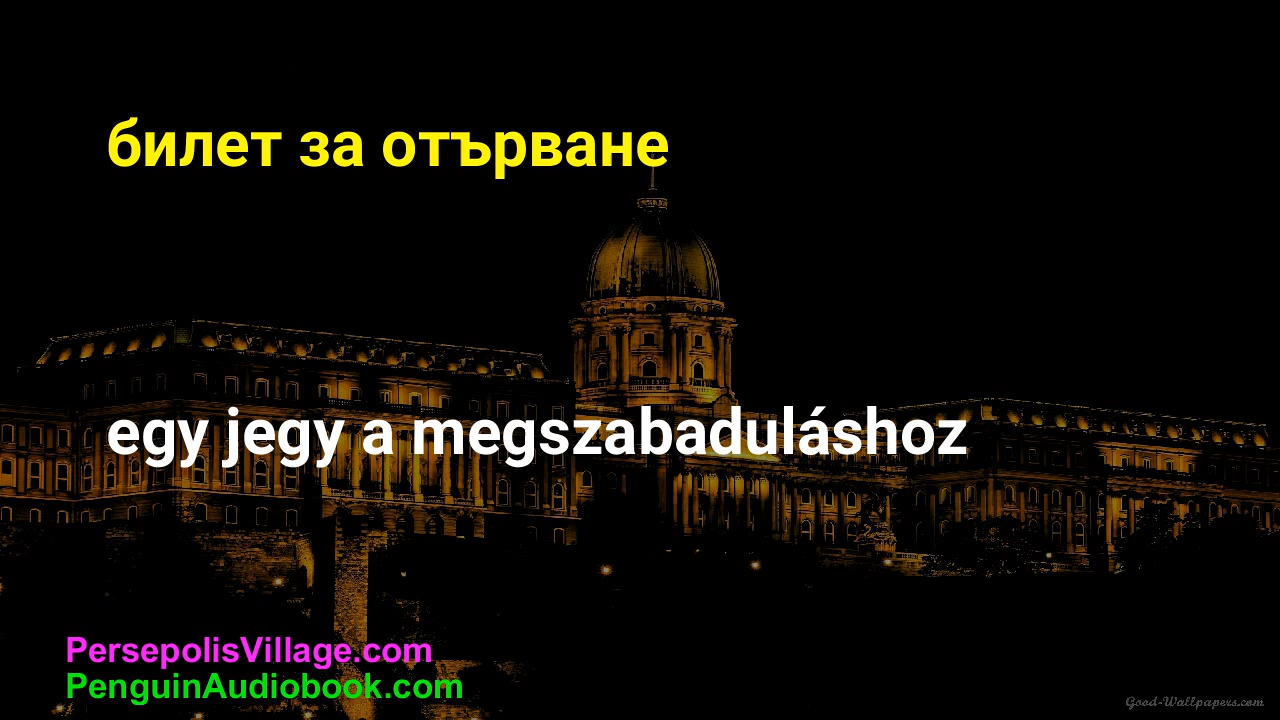 билет за отърване
egy jegy a megszabaduláshoz
PersepolisVillage.com
PenguinAudiobook.com
Good-Wallpapers.com